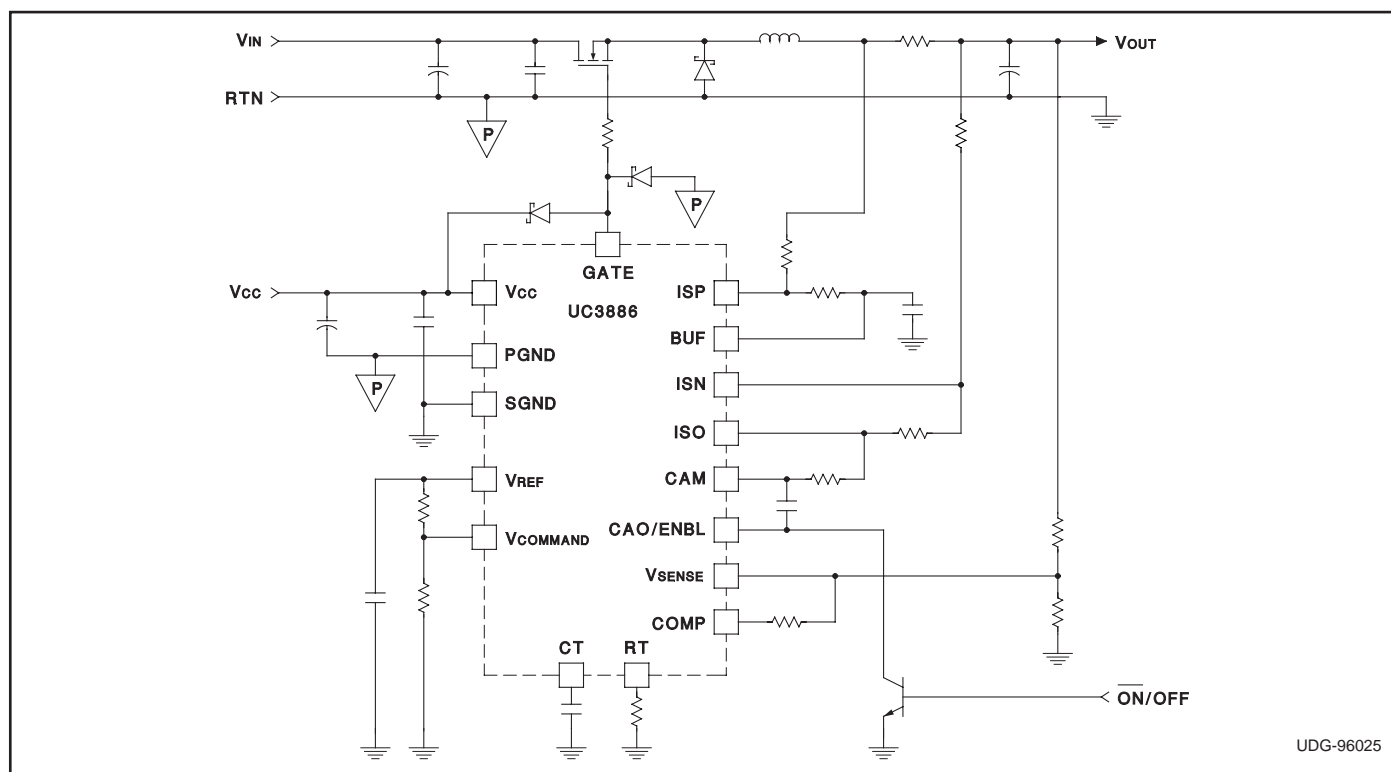 VIN
VOUT
RTN
P
P
GATE
VCC
VCC
UC3886
ISP
BUF
PGND
P
ISN
SGND
ISO
VREF
CAM
CAO/ENBL
VCOMMAND
VSENSE
COMP
CT
RT
ON/OFF
UDG-96025